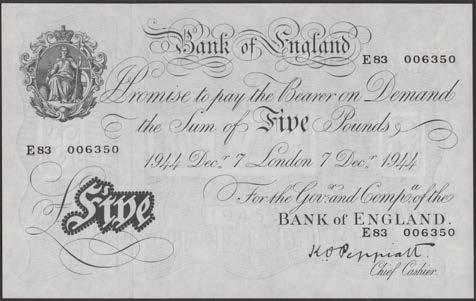 Bank of England
E83 006350
Promise to pay the Bearer on Demand
the Sum of Five Pounds
E83 006350
1944 Decr 7 London 7 Decr 1944
For the Govr and Compa of the
Five
BANK of ENGLAND.
E83 006350
K O Peppiatt
Chief Cashier.